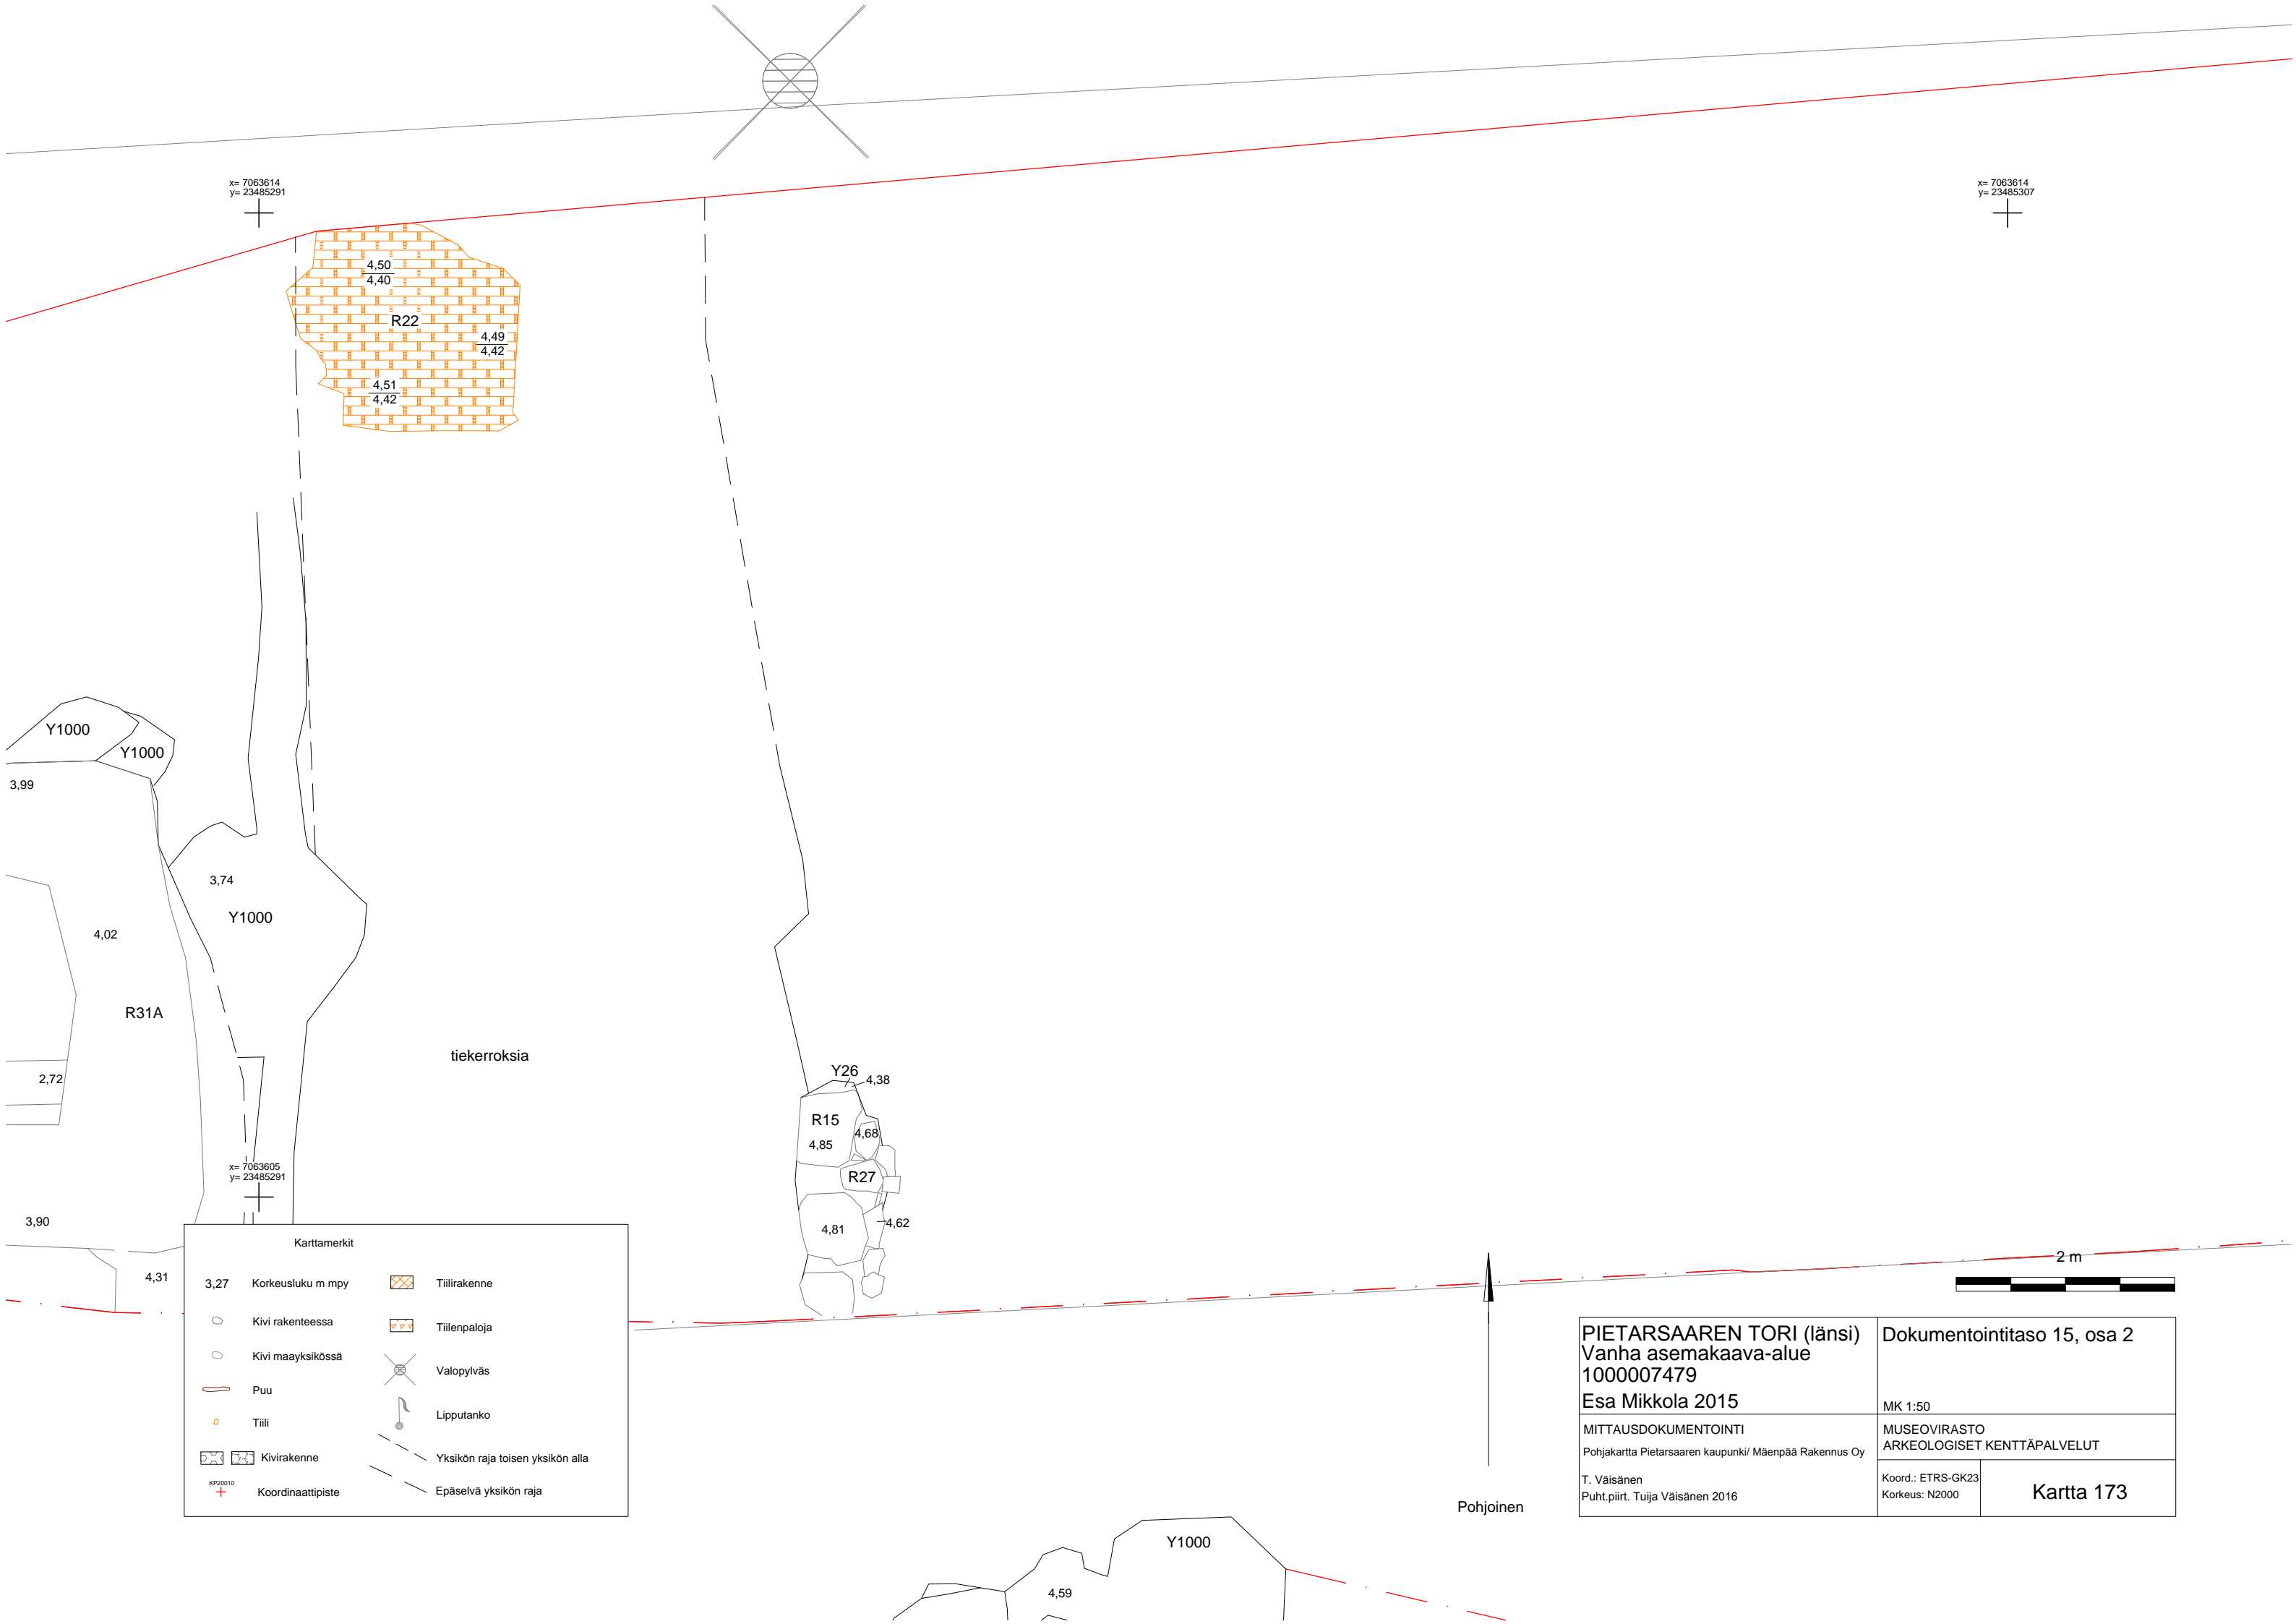 x= 7063614
y= 23485291
x= 7063614
y= 23485307
4,50
4,40
R22
4,49
4,42
4,51
4,42
Y1000
Y1000
3,99
3,74
Y1000
4,02
R31A
tiekerroksia
2,72
Y26
4,38
R15
4,85
4,68
R27
4,81
4,62
x= 7063605
y= 23485291
3,90
4,31
Karttamerkit
3,27 Korkeusluku m mpy
Kivi rakenteessa
Kivi maayksikössä
Puu
Tiili
Kivirakenne
KP20010
Koordinaattipiste
Tiilirakenne
Tiilenpaloja
Valopylväs
Lipputanko
Yksikön raja toisen yksikön alla
Epäselvä yksikön raja
2 m
Pohjoinen
PIETARSAAREN TORI (länsi)
Vanha asemakaava-alue
1000007479
Esa Mikkola 2015
Dokumentointitaso 15, osa 2
MK 1:50
MITTAUSDOKUMENTOINTI
Pohjakartta Pietarsaaren kaupunki/ Mäenpää Rakennus Oy
T. Väisänen
Puht.piirt. Tuija Väisänen 2016
MUSEOVIRASTO
ARKEOLOGISET KENTTÄPALVELUT
Koord.: ETRS-GK23
Korkeus: N2000
Kartta 173
Y1000
4,59